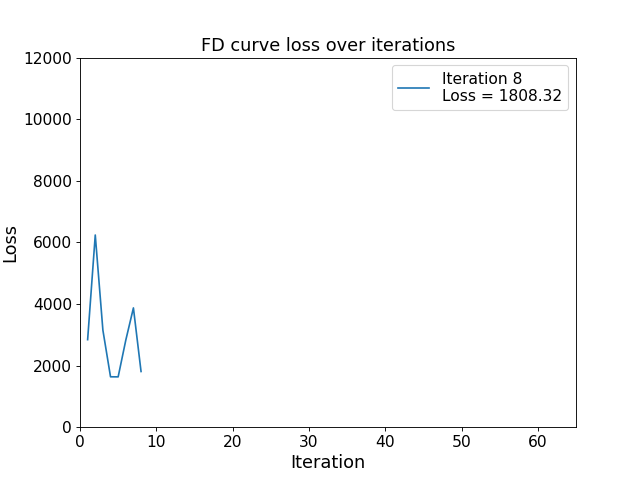 FD curve loss over iterations
12000
10000
8000
6000
4000
2000
0
Loss
Iteration 8
Loss = 1808.32
0 10 20 30 40 50 60
Iteration